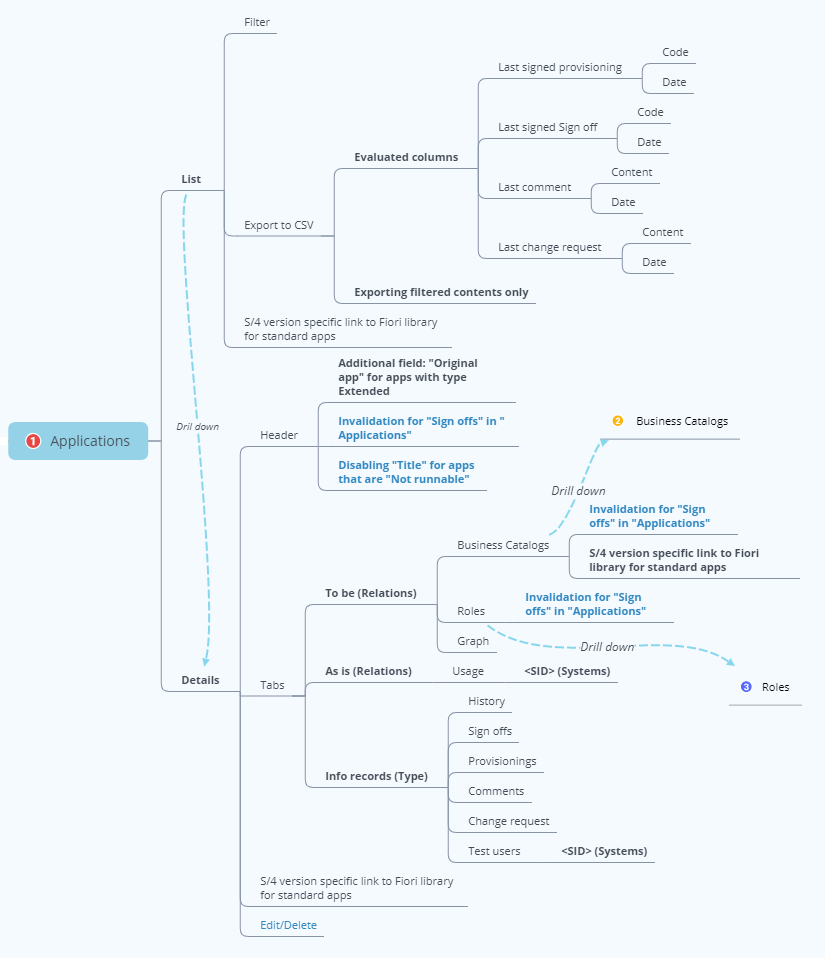 1 Applications
List
Filter
Export to CSV
Evaluated columns
Last signed provisioning
Code
Date
Last signed Sign off
Code
Date
Last comment
Content
Date
Last change request
Content
Date
Exporting filtered contents only
S/4 version specific link to Fiori library
for standard apps
Dril down
Details
Header
Additional field: "Original
app" for apps with type
Extended
Invalidation for "Sign offs" in "
Applications"
Disabling "Title" for apps
that are "Not runnable"
Tabs
To be (Relations)
Business Catalogs
Invalidation for "Sign
offs" in "Applications"
S/4 version specific link to Fiori
library for standard apps
Drill down
2 Business Catalogs
Roles
Invalidation for "Sign
offs" in "Applications"
Drill down
3 Roles
Graph
As is (Relations)
Usage
<SID> (Systems)
Info records (Type)
History
Sign offs
Provisionings
Comments
Change request
Test users
<SID> (Systems)
S/4 version specific link to Fiori library
for standard apps
Edit/Delete